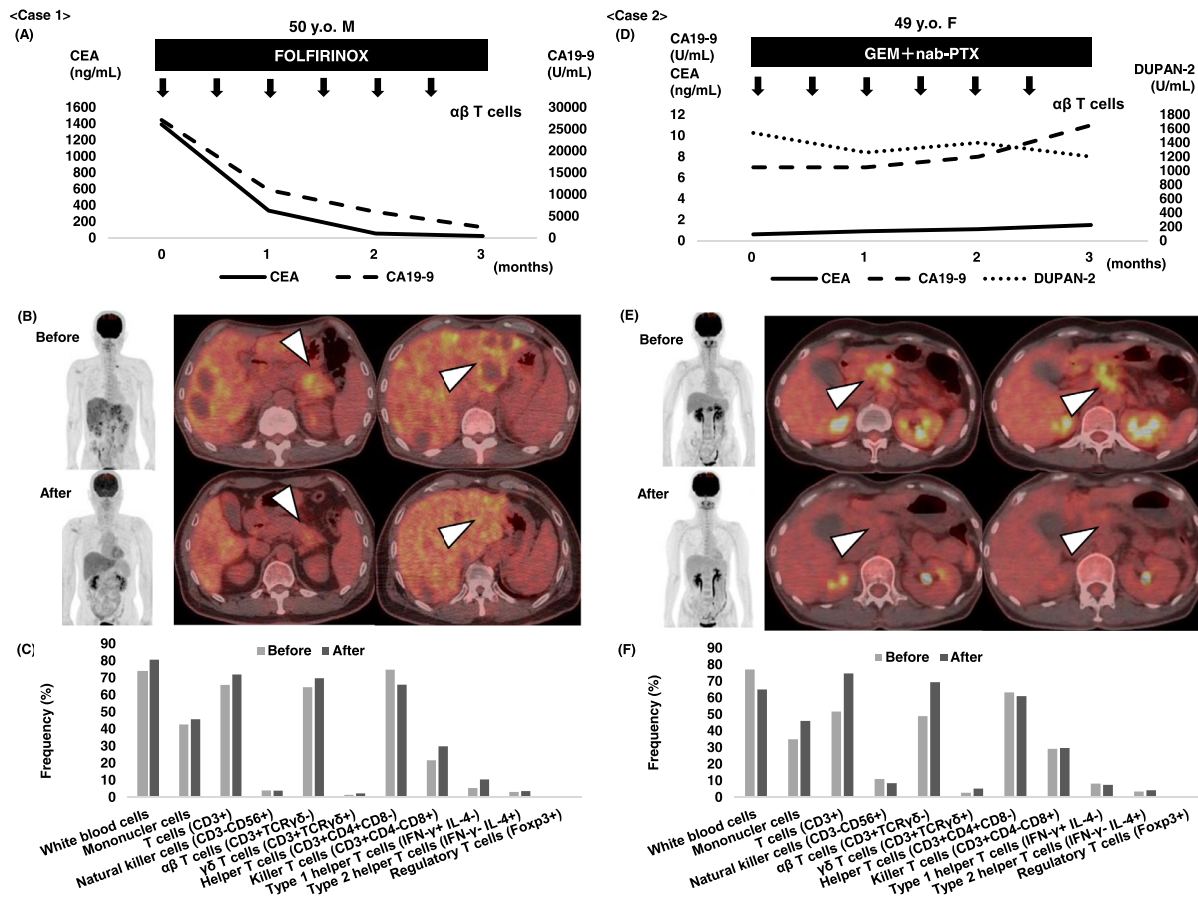 <Case 1>
(A)
50 y.o. M
CEA
(ng/mL)
FOLFIRINOX
CA19-9
(U/mL)
αβ T cells
1600
1400
1200
1000
800
600
400
200
0
30000
25000
20000
15000
10000
5000
0
0
1
2
3
(months)
CEA
CA19-9
(B)
Before
After
(C)
Before
After
Frequency (%)
90
80
70
60
50
40
30
20
10
0
White blood cells
Mononucler cells
T cells (CD3+)
Natural killer cells (CD3-CD56+)
αβ T cells (CD3+TCRγδ-)
γδ T cells (CD3+TCRγδ+)
Helper T cells (CD3+CD4+CD8-)
Killer T cells (CD3+CD4-CD8+)
Type 1 helper T cells (IFN-γ+ IL-4-)
Type 2 helper T cells (IFN-γ- IL-4+)
Regulatory T cells (Foxp3+)
<Case 2>
(D)
49 y.o. F
CA19-9
(U/mL)
CEA
(ng/mL)
GEM+nab-PTX
DUPAN-2
(U/mL)
αβ T cells
12
10
8
6
4
2
0
1800
1600
1400
1200
1000
800
600
400
200
0
0
1
2
3
(months)
CEA
CA19-9
DUPAN-2
(E)
Before
After
(F)
Before
After
Frequency (%)
90
80
70
60
50
40
30
20
10
0
White blood cells
Mononucler cells
T cells (CD3+)
Natural killer cells (CD3-CD56+)
αβ T cells (CD3+TCRγδ-)
γδ T cells (CD3+TCRγδ+)
Helper T cells (CD3+CD4+CD8-)
Killer T cells (CD3+CD4-CD8+)
Type 1 helper T cells (IFN-γ+ IL-4-)
Type 2 helper T cells (IFN-γ- IL-4+)
Regulatory T cells (Foxp3+)